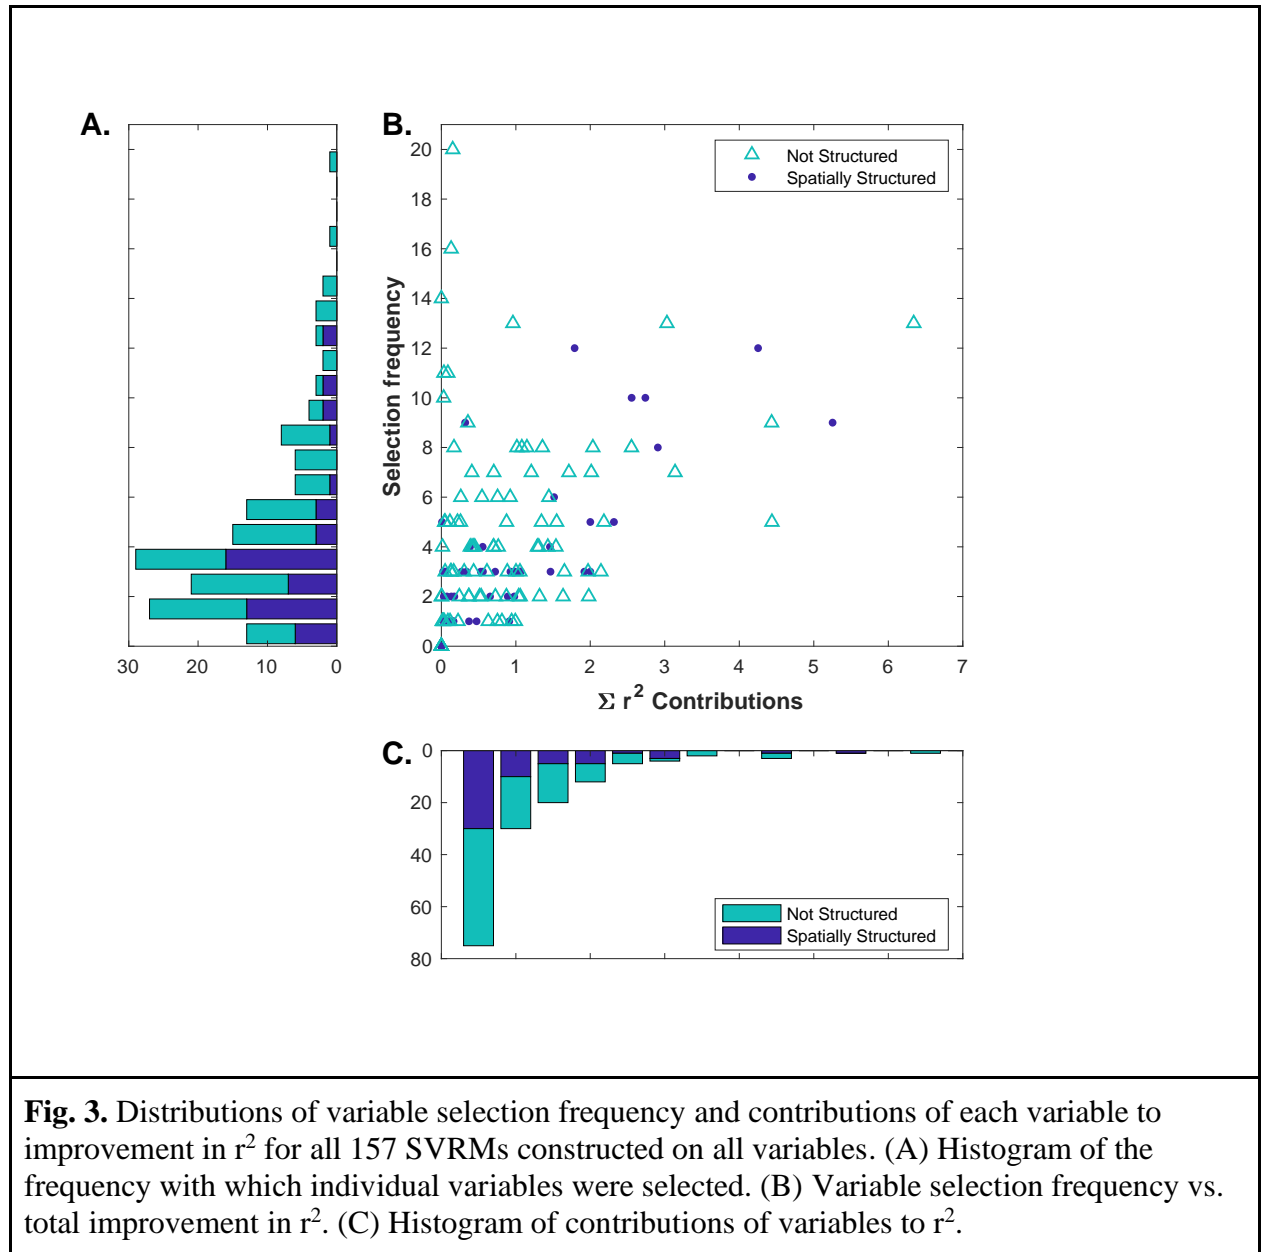 A.
B.
20
18
16
14
12
10
8
6
4
2
0
Selection frequency
Not Structured
Spatially Structured
30
20
10
0
0
1
2
3
4
5
6
7
Σ r² Contributions
C.
0
20
40
60
80
Not Structured
Spatially Structured
Fig. 3. Distributions of variable selection frequency and contributions of each variable to
improvement in r² for all 157 SVRMs constructed on all variables. (A) Histogram of the
frequency with which individual variables were selected. (B) Variable selection frequency vs.
total improvement in r². (C) Histogram of contributions of variables to r².